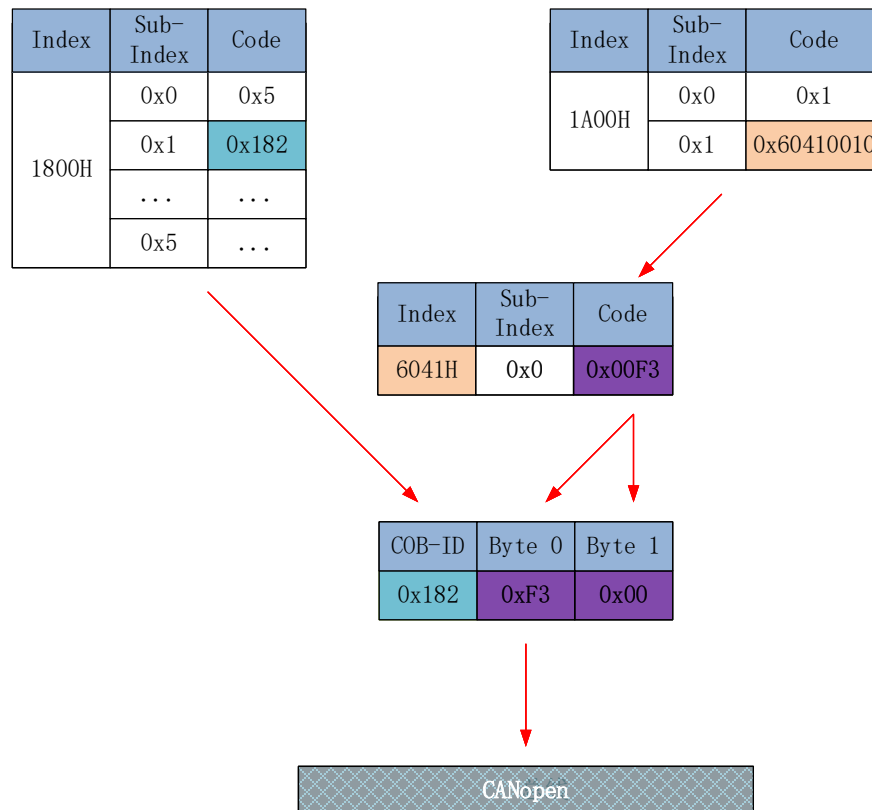 Index Sub-Index Code
1800H 0x0 0x5
0x1 0x182
... ...
0x5 ...
Index Sub-Index Code
1A00H 0x0 0x1
0x1 0x60410010
Index Sub-Index Code
6041H 0x0 0x00F3
COB-ID Byte 0 Byte 1
0x182 0xF3 0x00
CANopen